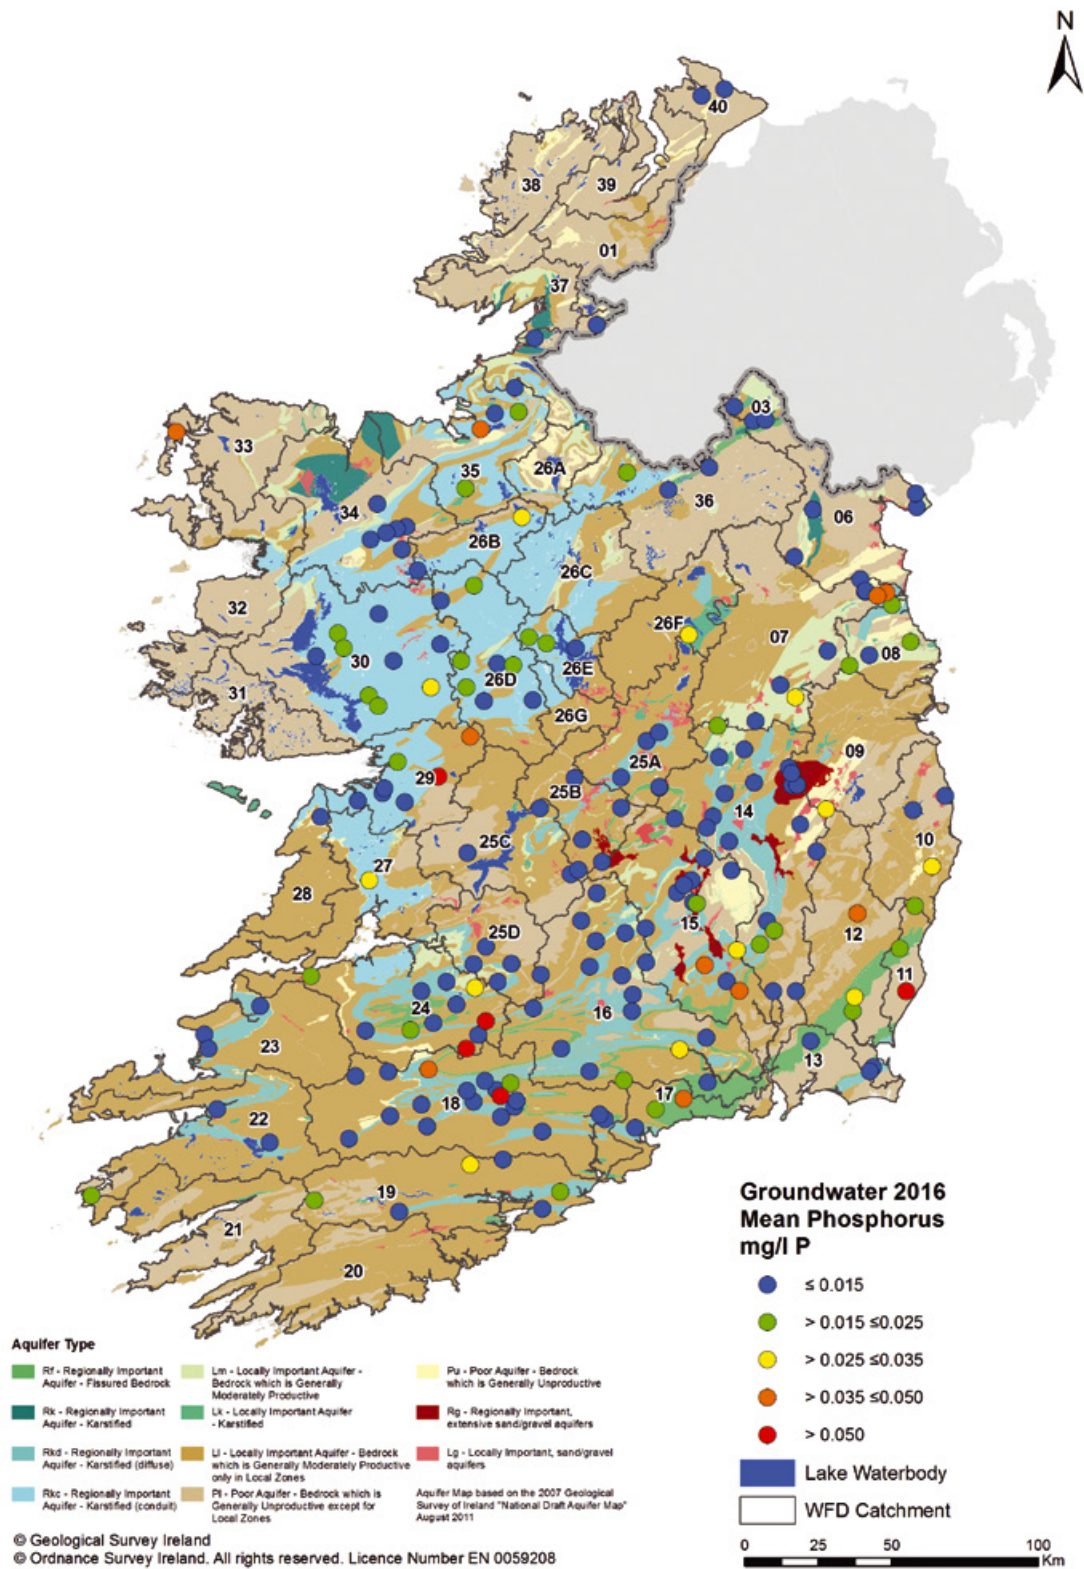 N
40
38
39
01
37
03
33
35
26A
36
34
06
26B
26C
32
26F
07
30
08
26D
26E
31
26G
09
25A
29
25B
14
10
25C
27
28
15
12
25D
11
24
16
23
13
17
18
22
19
21
20
Groundwater 2016
Mean Phosphorus
mg/l P
≤ 0.015
> 0.015 ≤0.025
> 0.025 ≤0.035
> 0.035 ≤0.050
> 0.050
Lake Waterbody
WFD Catchment
0 25 50 100
Km
Aquifer Type
Rf - Regionally Important
Aquifer - Fissured Bedrock
Rk - Regionally Important
Aquifer - Karstified
Rkd - Regionally Important
Aquifer - Karstified (diffuse)
Rkc - Regionally Important
Aquifer - Karstified (conduit)
Lm - Locally Important Aquifer -
Bedrock which is Generally
Moderately Productive
Lk - Locally Important Aquifer
- Karstified
Ll - Locally Important Aquifer - Bedrock
which is Generally Moderately Productive
only in Local Zones
Pl - Poor Aquifer - Bedrock which is
Generally Unproductive except for
Local Zones
Pu - Poor Aquifer - Bedrock
which is Generally Unproductive
Rg - Regionally Important,
extensive sand/gravel aquifers
Lg - Locally Important, sand/gravel
aquifers
Aquifer Map based on the 2007 Geological
Survey of Ireland "National Draft Aquifer Map"
August 2011
© Geological Survey Ireland
© Ordnance Survey Ireland. All rights reserved. Licence Number EN 0059208